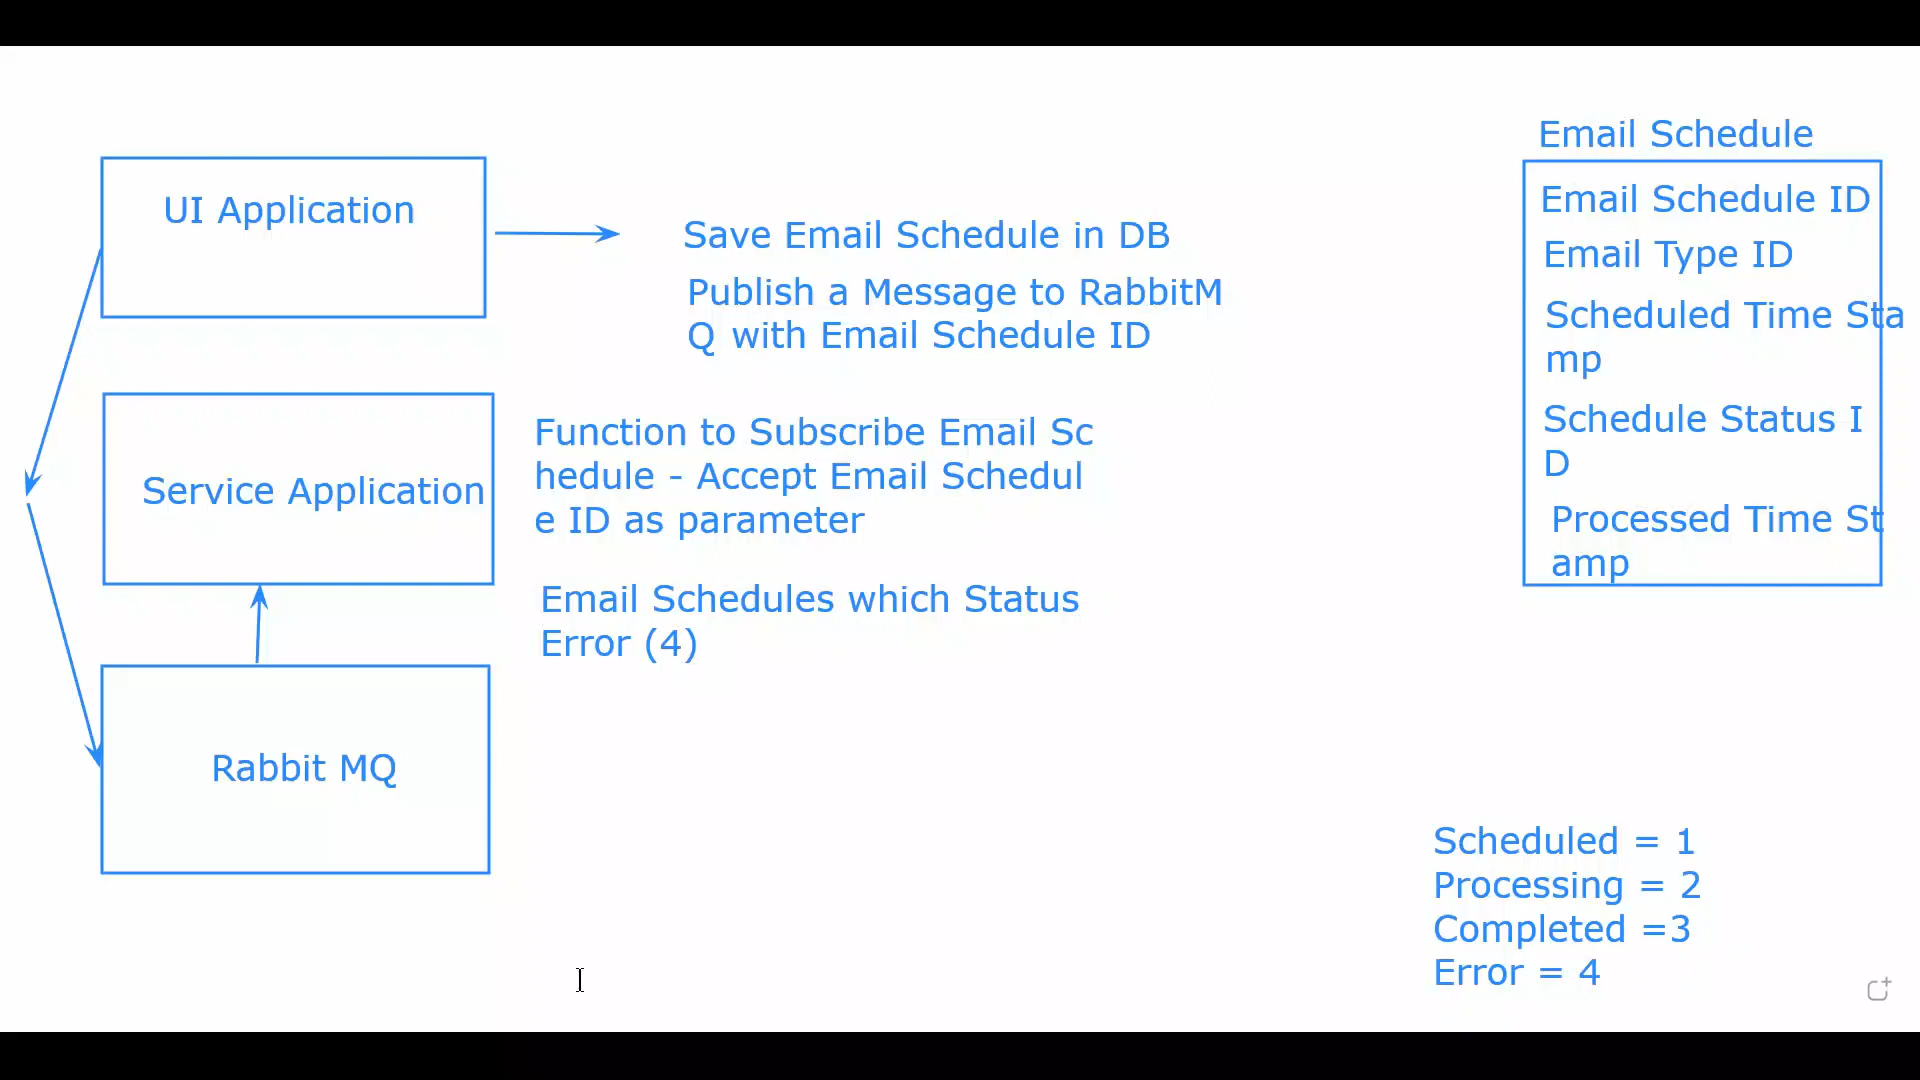 UI Application
Save Email Schedule in DB
Publish a Message to RabbitM
Q with Email Schedule ID
Service Application
Function to Subscribe Email Sc
hedule - Accept Email Schedul
e ID as parameter
Email Schedules which Status
Error (4)
Rabbit MQ
Email Schedule
Email Schedule ID
Email Type ID
Scheduled Time Sta
mp
Schedule Status I
D
Processed Time St
amp
Scheduled = 1
Processing = 2
Completed =3
Error = 4